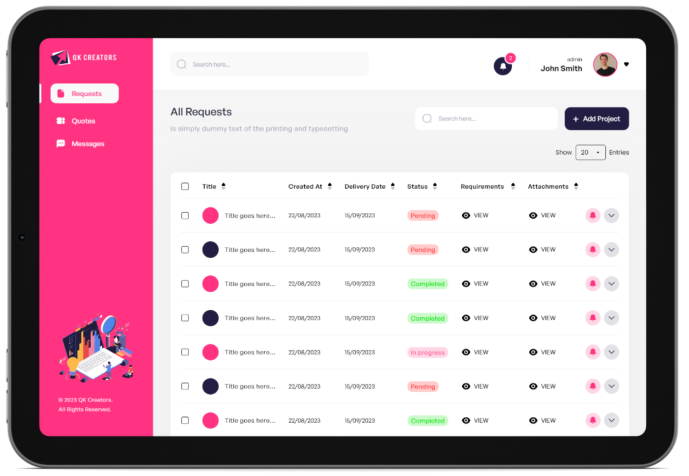 QK CREATORS
Search here...
2
admin
John Smith
Requests
Quotes
Messages
All Requests
is simply dummy text of the printing and typesetting
Search here...
+ Add Project
Show 20 Entries
Title Created At Delivery Date Status Requirements Attachments
Title goes here... 22/08/2023 15/09/2023 Pending VIEW VIEW
Title goes here... 22/08/2023 15/09/2023 Pending VIEW VIEW
Title goes here... 22/08/2023 15/09/2023 Completed VIEW VIEW
Title goes here... 22/08/2023 15/09/2023 Completed VIEW VIEW
Title goes here... 22/08/2023 15/09/2023 In progress VIEW VIEW
Title goes here... 22/08/2023 15/09/2023 Pending VIEW VIEW
Title goes here... 22/08/2023 15/09/2023 Completed VIEW VIEW
© 2023 QK Creators.
All Rights Reserved.